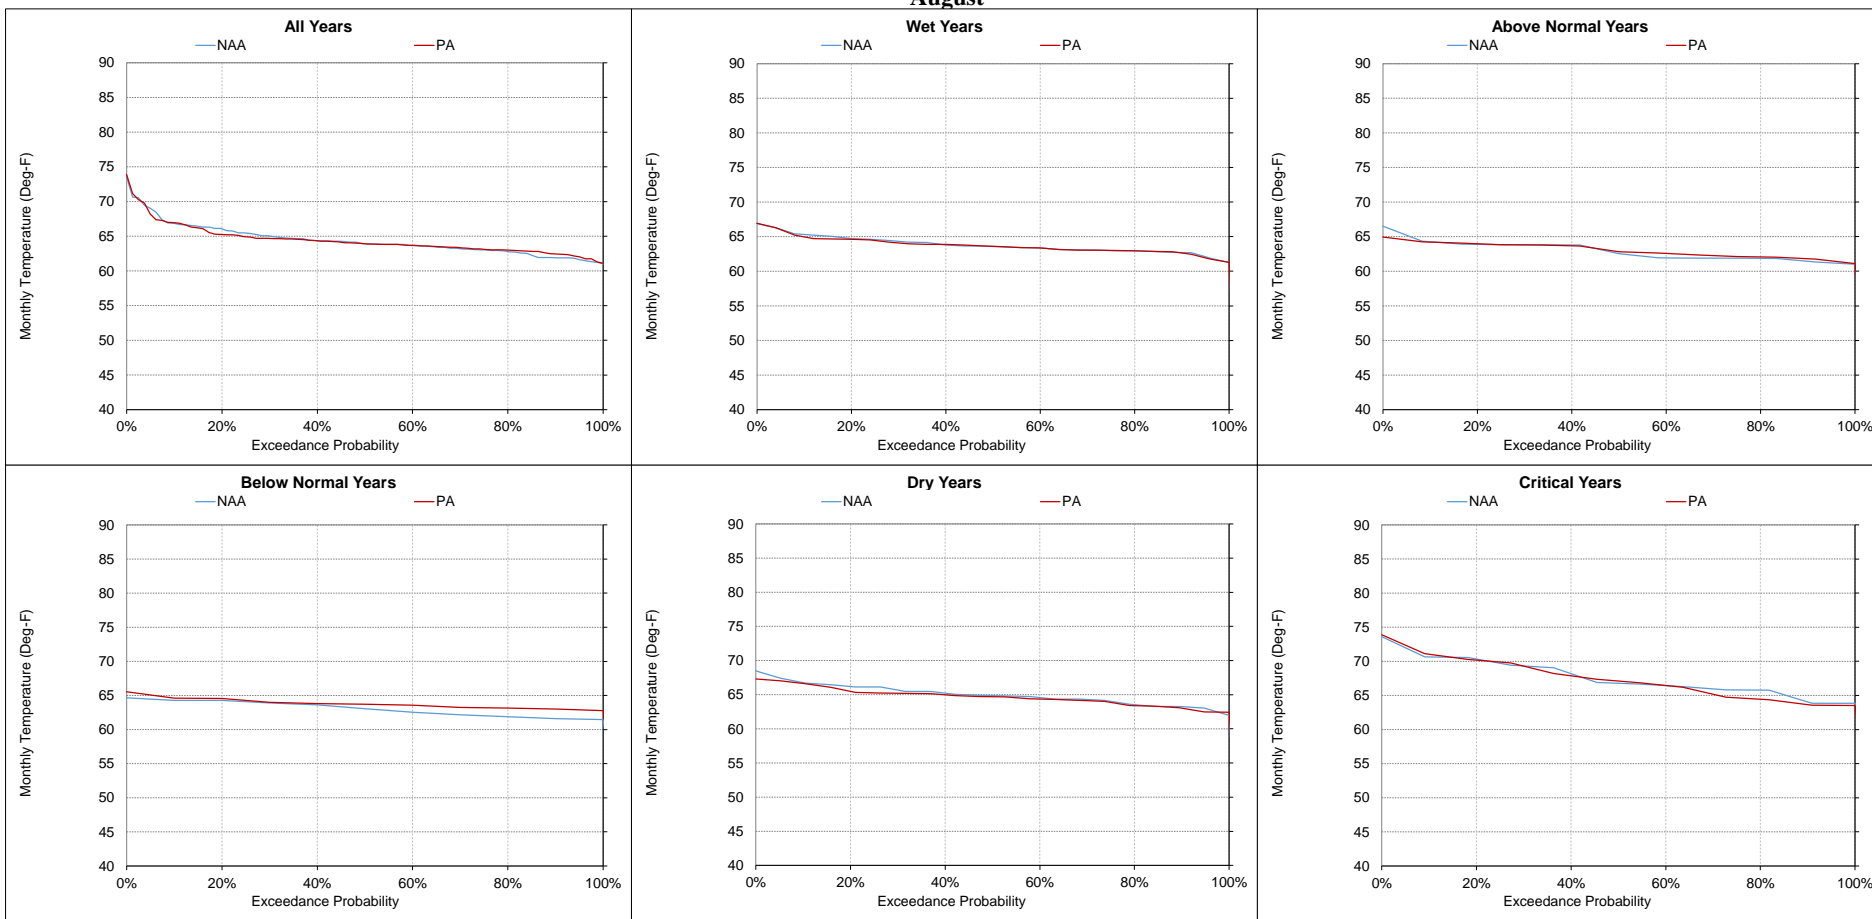 August
All Years
NAA PA
Monthly Temperature (Deg-F)
90
85
80
75
70
65
60
55
50
45
40
0% 20% 40% 60% 80% 100%
Exceedance Probability
Wet Years
NAA PA
Monthly Temperature (Deg-F)
90
85
80
75
70
65
60
55
50
45
40
0% 20% 40% 60% 80% 100%
Exceedance Probability
Above Normal Years
NAA PA
Monthly Temperature (Deg-F)
90
85
80
75
70
65
60
55
50
45
40
0% 20% 40% 60% 80% 100%
Exceedance Probability
Below Normal Years
NAA PA
Monthly Temperature (Deg-F)
90
85
80
75
70
65
60
55
50
45
40
0% 20% 40% 60% 80% 100%
Exceedance Probability
Dry Years
NAA PA
Monthly Temperature (Deg-F)
90
85
80
75
70
65
60
55
50
45
40
0% 20% 40% 60% 80% 100%
Exceedance Probability
Critical Years
NAA PA
Monthly Temperature (Deg-F)
90
85
80
75
70
65
60
55
50
45
40
0% 20% 40% 60% 80% 100%
Exceedance Probability